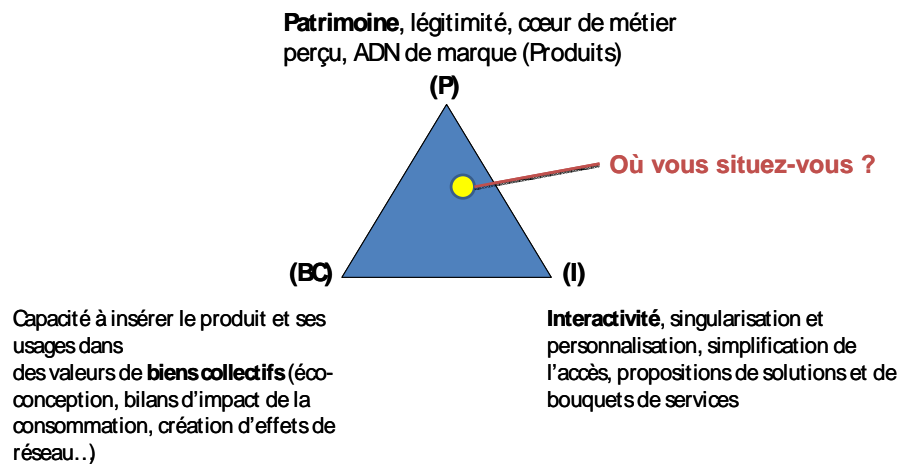 Patrimoine, légitimité, cœur de métier
perçu, ADN de marque (Produits)
(P)
Où vous situez-vous ?
(BC)
(I)
Capacité à insérer le produit et ses
usages dans
des valeurs de biens collectifs (éco-
conception, bilans d'impact de la
consommation, création d'effets de
réseau…)
Interactivité, singularisation et
personnalisation, simplification de
l'accès, propositions de solutions et de
bouquets de services